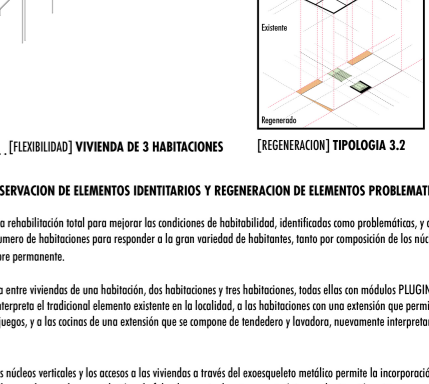 Existente
Regenerado
[FLEXIBILIDAD] VIVIENDA DE 3 HABITACIONES
[REGENERACION] TIPOLOGIA 3.2
SERVACION DE ELEMENTOS IDENTITARIOS Y REGENERACION DE ELEMENTOS PROBLEMATI
a rehabilitación total para mejorar las condiciones de habitabilidad, identificadas como problemáticas, y
umero de habitaciones para responder a la gran variedad de habitantes, tanto por composición de los núc
re permanente.
a entre viviendas de una habitación, dos habitaciones y tres habitaciones, todas ellas con módulos PLUGIN
terpreta el tradicional elemento existente en la localidad, a las habitaciones con una extensión que permi
juegos, y a las cocinas de una extensión que se compone de tendedero y lavadora, nuevamente interpretan
s núcleos verticales y los accesos a las viviendas a través del exoesqueleto metálico permite la incorporació